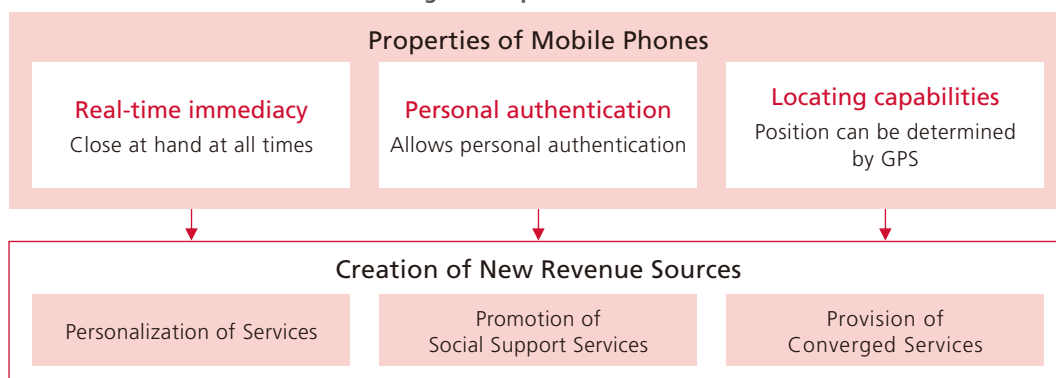 Properties of Mobile Phones
Real-time immediacy
Close at hand at all times
Personal authentication
Allows personal authentication
Locating capabilities
Position can be determined
by GPS
Creation of New Revenue Sources
Personalization of Services
Promotion of
Social Support Services
Provision of
Converged Services